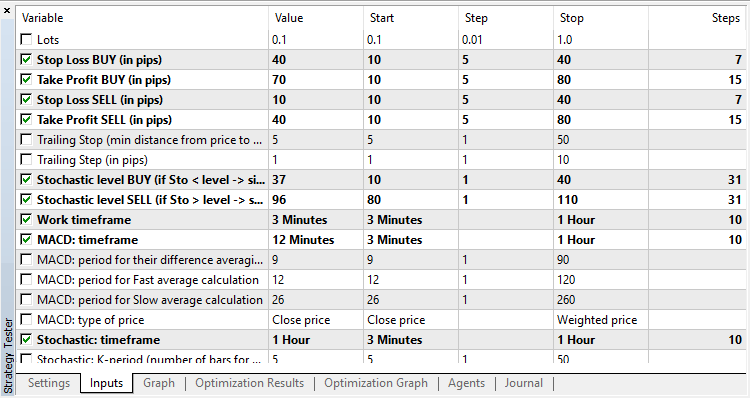 Variable Value Start Step Stop Steps
Lots 0.1 0.1 0.01 1.0
Stop Loss BUY (in pips) 40 10 5 40 7
Take Profit BUY (in pips) 70 10 5 80 15
Stop Loss SELL (in pips) 10 10 5 40 7
Take Profit SELL (in pips) 40 10 5 80 15
Trailing Stop (min distance from price to ... 5 5 1 50
Trailing Step (in pips) 1 1 1 10
Stochastic level BUY (if Sto < level -> si... 37 10 1 40 31
Stochastic level SELL (if Sto > level -> s... 96 80 1 110 31
Work timeframe 3 Minutes 3 Minutes 1 Hour 10
MACD: timeframe 12 Minutes 3 Minutes 1 Hour 10
MACD: period for their difference averagi... 9 9 1 90
MACD: period for Fast average calculation 12 12 1 120
MACD: period for Slow average calculation 26 26 1 260
MACD: type of price Close price Close price Weighted price
Stochastic: timeframe 1 Hour 3 Minutes 1 Hour 10
Stochastic: K-period (number of bars for ... 5 5 1 50
Settings Inputs Graph Optimization Results Optimization Graph Agents Journal
Strategy Tester